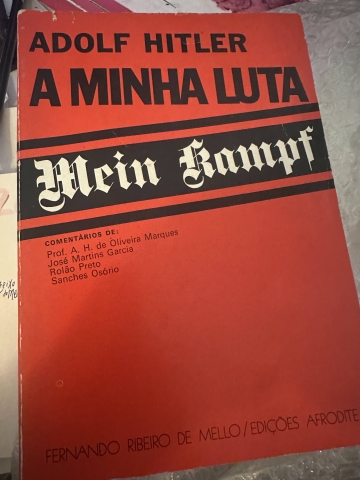 ADOLF HITLER
A MINHA LUTA
Mein Kampf
COMENTÁRIOS DE:
Prof. A. H. de Oliveira Marques
José Martins Garcia
Rolão Preto
Sanches Osório
FERNANDO RIBEIRO DE MELLO/EDIÇÕES AFRODITE